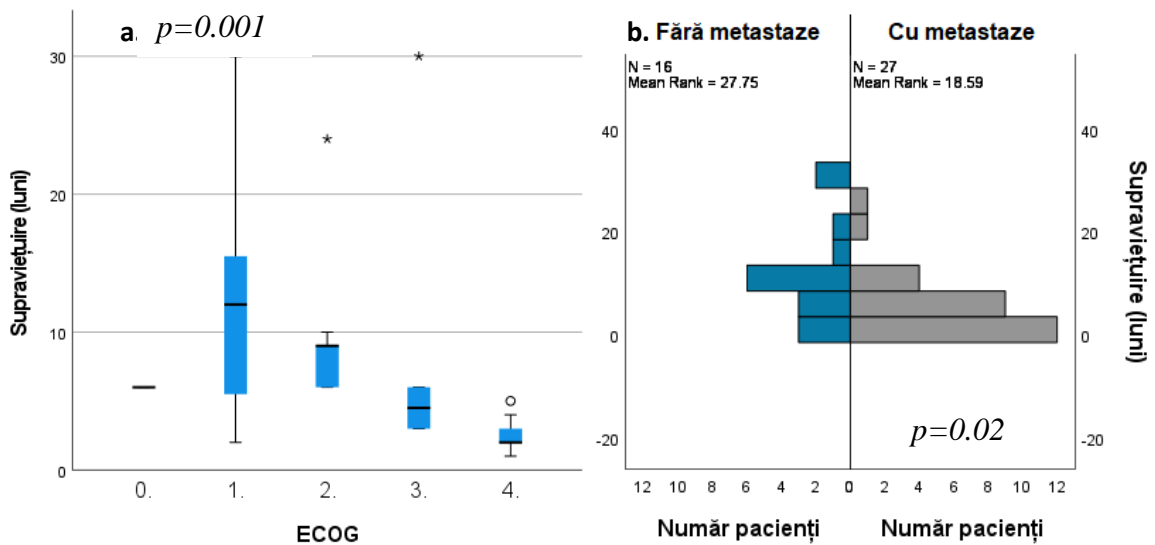 a.
p=0.001
30
20
10
0
Supraviețuire (luni)
0.
1.
2.
3.
4.
ECOG
b. Fără metastaze
Cu metastaze
N = 16
Mean Rank = 27.75
N = 27
Mean Rank = 18.59
40
20
0
-20
40
20
0
-20
Supraviețuire (luni)
p=0.02
12 10 8 6 4 2 0 2 4 6 8 10 12
Număr pacienți
Număr pacienți